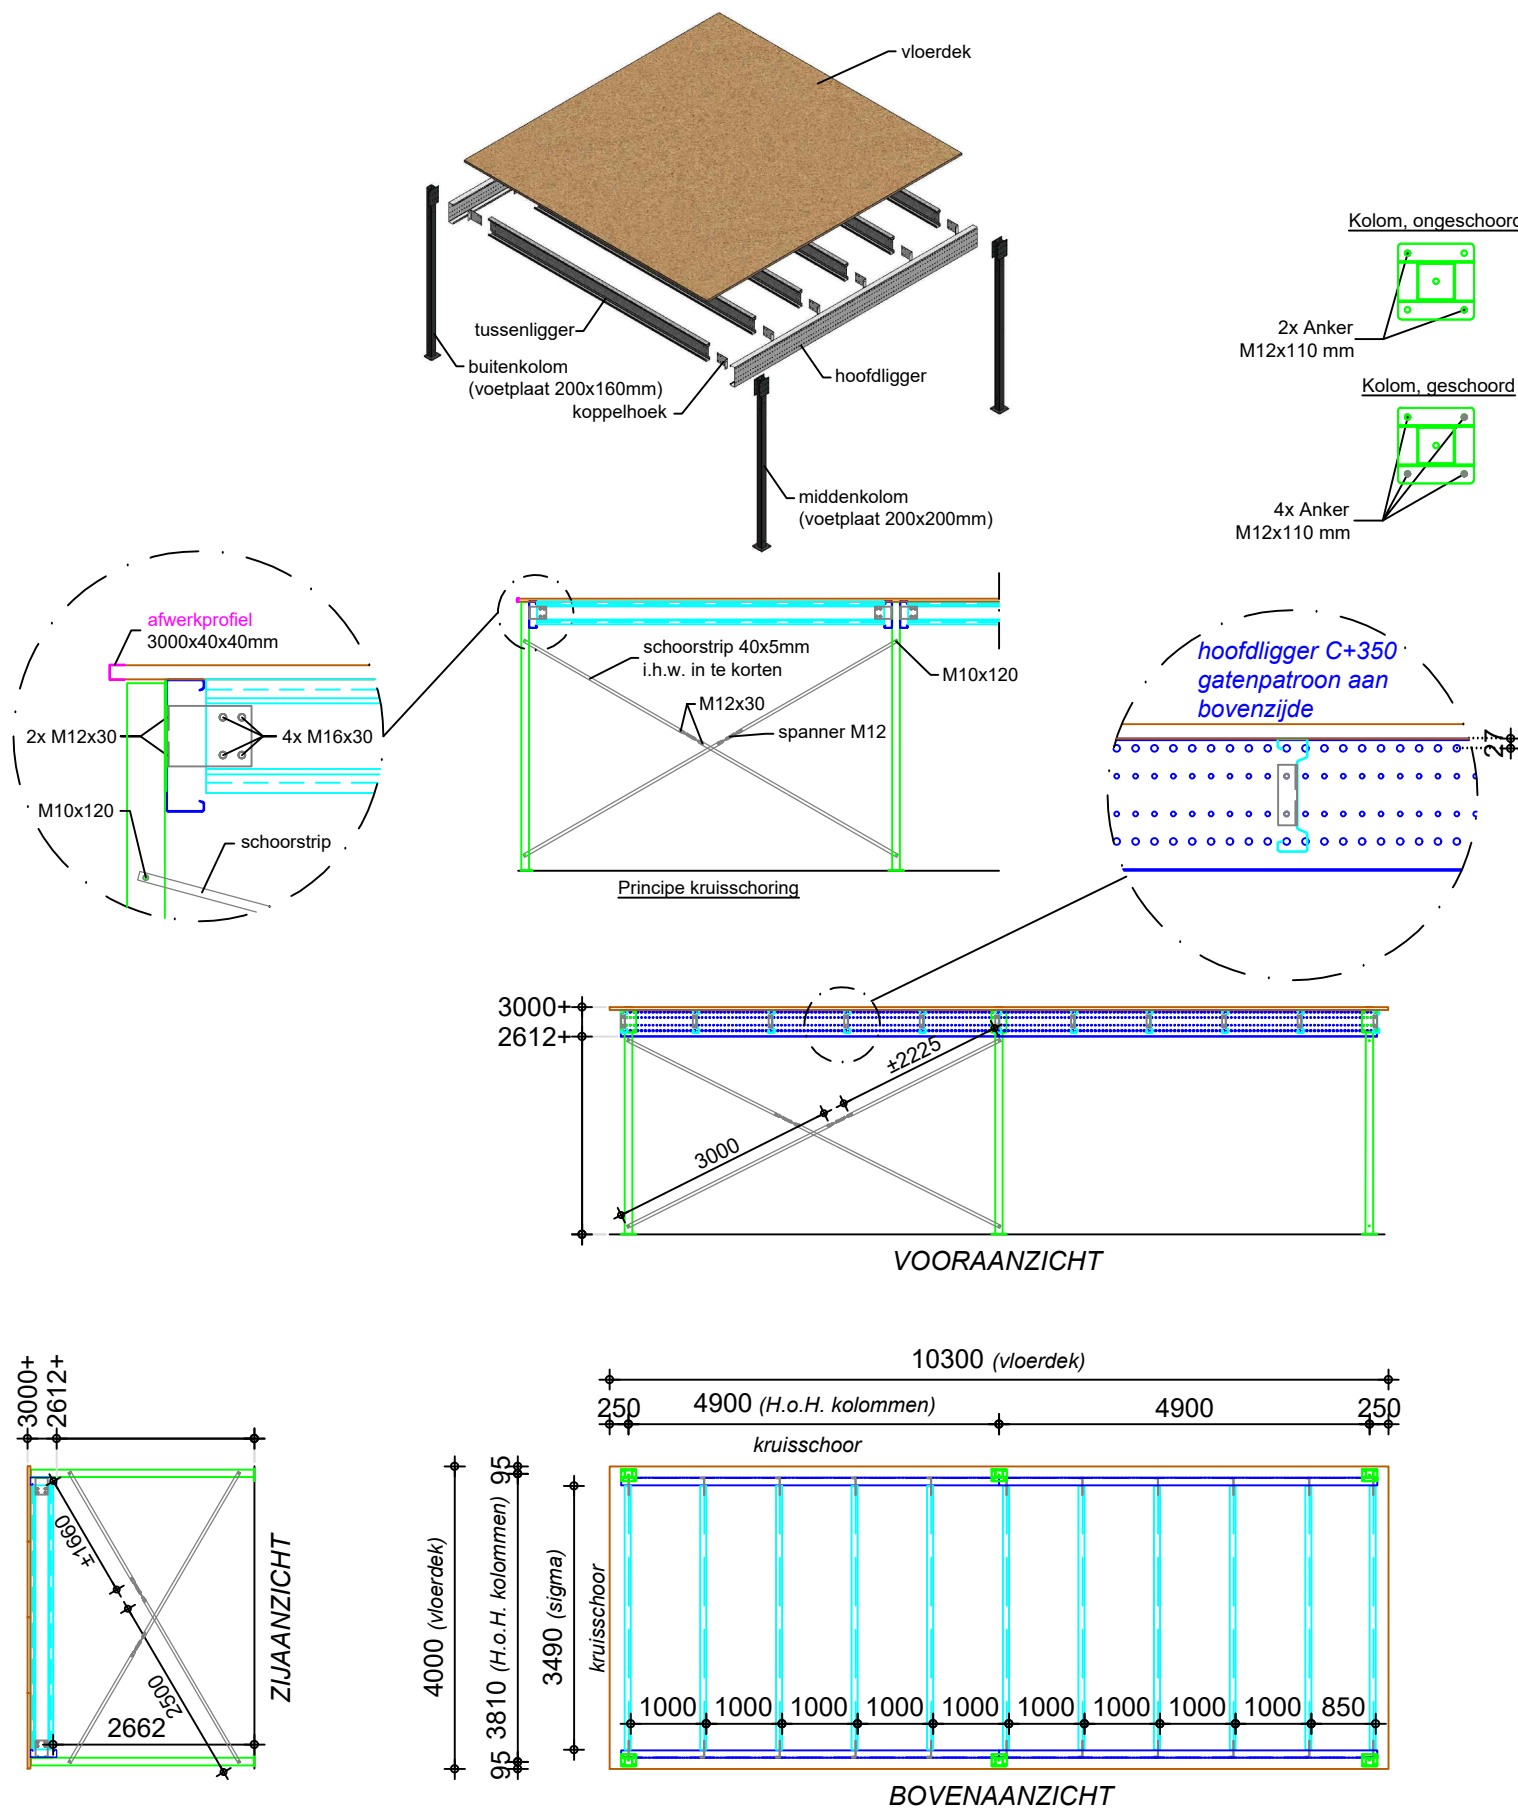 vloerdek
tussenligger
buitenkolom
(voetplaat 200x160mm)
koppelhoek
hoofdligger
middenkolom
(voetplaat 200x200mm)
Kolom, ongeschoord
2x Anker
M12x110 mm
Kolom, geschoord
4x Anker
M12x110 mm
afwerkprofiel
3000x40x40mm
2x M12x30
4x M16x30
M10x120
schoorstrip
schoorstrip 40x5mm
i.h.w. in te korten
M12x30
spanner M12
M10x120
Principe kruisschoring
hoofdligger C+350
gatenpatroon aan
bovenzijde
27
3000+
2612+
±2225
3000
VOORAANZICHT
3000+
2612+
±1660
2500
2662
ZIJAANZICHT
10300 (vloerdek)
250
4900 (H.o.H. kolommen)
4900
250
kruisschoor
4000 (vloerdek)
95
3810 (H.o.H. kolommen)
95
3490 (sigma)
kruisschoor
1000
1000
1000
1000
1000
1000
1000
1000
1000
850
BOVENAANZICHT